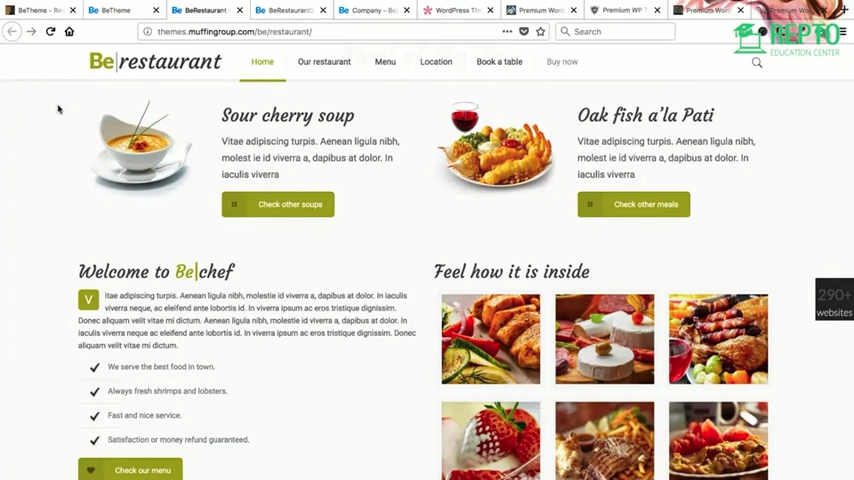 BeTheme - Re
BeTheme
BeRestaurant -
BeRestaurant2
Company – Be
WordPress The
Premium Word
Premium WP T
Premium Wor
Premium Wor
themes.muffingroup.com/be/restaurant/
Search
REPTO
EDUCATION CENTER
Be|restaurant
Home
Our restaurant
Menu
Location
Book a table
Buy now
Sour cherry soup
Vitae adipiscing turpis. Aenean ligula nibh,
molest ie id viverra a, dapibus at dolor. In
iaculis viverra
Check other soups
Oak fish a'la Pati
Vitae adipiscing turpis. Aenean ligula nibh,
molest ie id viverra a, dapibus at dolor. In
iaculis viverra
Check other meals
Welcome to Be|chef
V itae adipiscing turpis. Aenean ligula nibh, molestie id viverra a, dapibus at dolor. In iaculis
viverra neque, ac eleifend ante lobortis id. In viverra ipsum ac eros tristique dignissim.
Donec aliquam velit vitae mi dictum. Aenean ligula nibh, molestie id viverra a, dapibus at dolor. In
iaculis viverra neque, ac eleifend ante lobortis id. In viverra ipsum ac eros tristique dignissim.
Donec aliquam velit vitae mi dictum.
We serve the best food in town.
Always fresh shrimps and lobsters.
Fast and nice service.
Satisfaction or money refund guaranteed.
Check our menu
Feel how it is inside
290+
websites